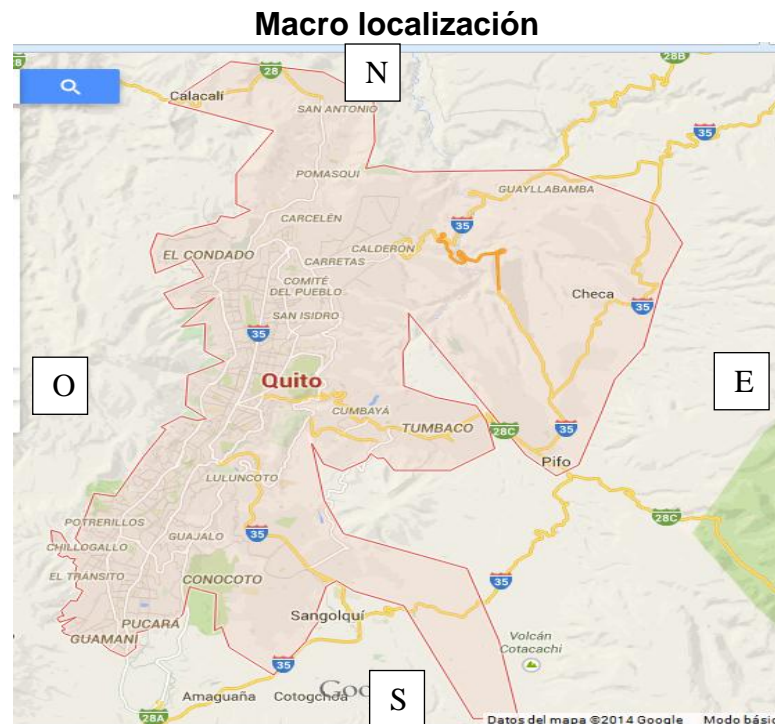 Macro localización
N
28B
28
Calacalí
SAN ANTONIO
35
POMASQUI
GUAYLLABAMBA
CARCELÉN
35
CALDERON
EL CONDADO
CARRETAS
COMITÉ
DEL PUEBLO
Checa
SAN ISIDRO
35
35
O
Quito
E
CUMBAYÁ
TUMBACO
28C
35
Pifo
LULUNCOTO
POTRERILLOS
28C
CHILLOGALLO
GUAJALO
35
EL TRÁNSITO
CONOCOTO
35
PUCARÁ
Sangolquí
GUAMANI
Volcán
Cotacachi
35
Amaguaña
Cotogchoa
S
28A
Datos del mapa ©2014 Google